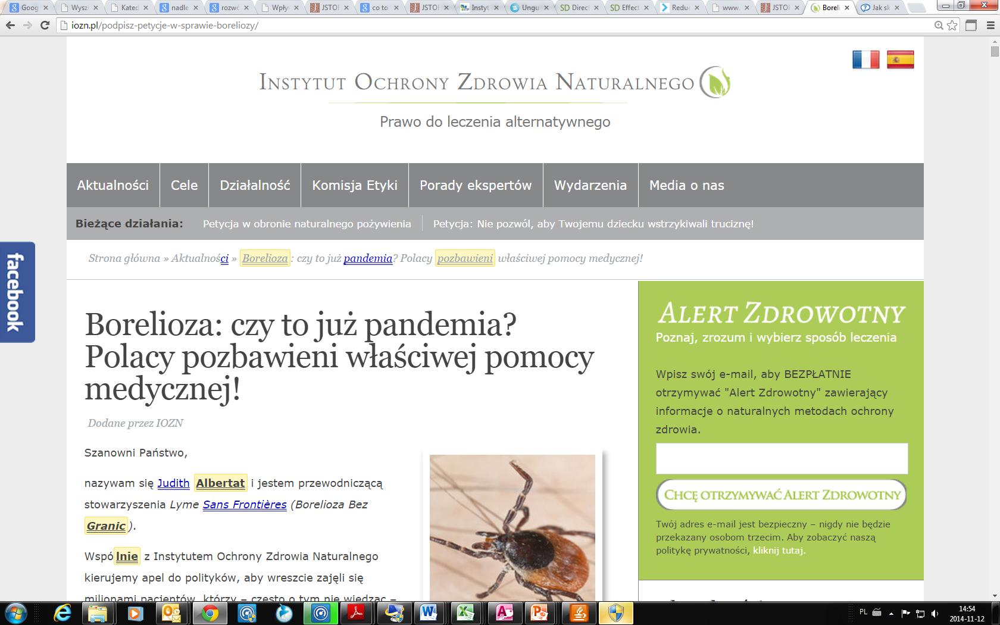 Goog
Wysz
Kated
nadle
rozwó
Wpły
JSTOR
co to
JSTOR
Instyt
Ungu
SD Direct
SD Effect
Redu
www.
JSTOR
Boreli
Jak sk
iozn.pl/podpisz-petycje-w-sprawie-boreliozy/
Instytut Ochrony Zdrowia Naturalnego
Prawo do leczenia alternatywnego
Aktualności Cele Działalność Komisja Etyki Porady ekspertów Wydarzenia Media o nas
Bieżące działania: Petycja w obronie naturalnego pożywienia Petycja: Nie pozwól, aby Twojemu dziecku wstrzykiwali truciznę!
Strona główna » Aktualności » Borelioza: czy to już pandemia? Polacy pozbawieni właściwej pomocy medycznej!
facebook
Borelioza: czy to już pandemia?
Polacy pozbawieni właściwej pomocy
medycznej!
Dodane przez IOZN
Szanowni Państwo,
nazywam się Judith Albertat i jestem przewodniczącą
stowarzyszenia Lyme Sans Frontières (Borelioza Bez
Granic).
Wspólnie z Instytutem Ochrony Zdrowia Naturalnego
kierujemy apel do polityków, aby wreszcie zajęli się
milionami pacjentów, którzy – często o tym nie wiedząc –
Alert Zdrowotny
Poznaj, zrozum i wybierz sposób leczenia
Wpisz swój e-mail, aby BEZPŁATNIE
otrzymywać "Alert Zdrowotny" zawierający
informacje o naturalnych metodach ochrony
zdrowia.
Chcę otrzymywać Alert Zdrowotny
Twój adres e-mail jest bezpieczny – nigdy nie będzie
przekazany osobom trzecim. Aby zobaczyć naszą
politykę prywatności, kliknij tutaj.
PL
14:54
2014-11-12